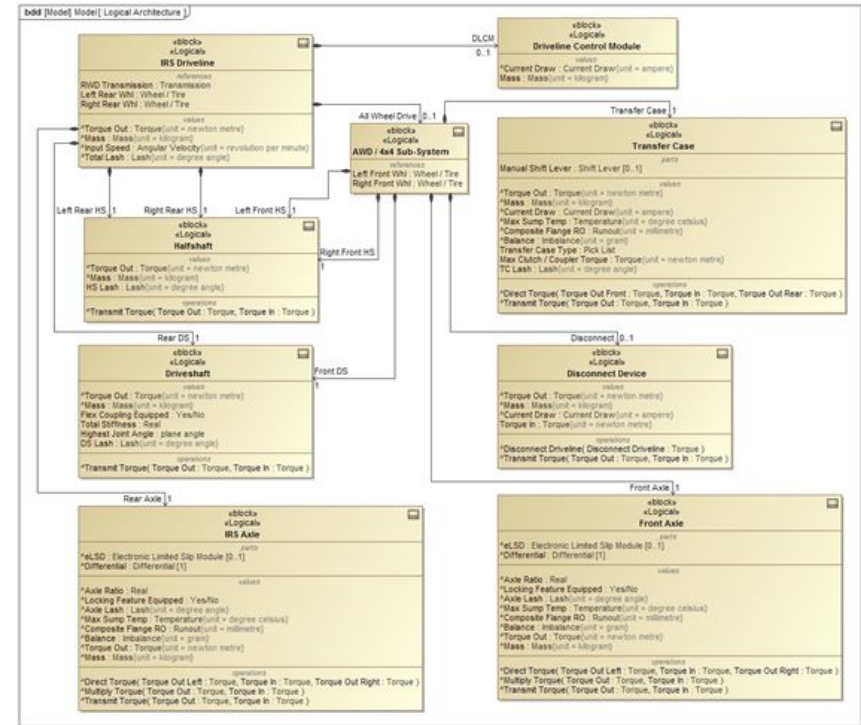 bdd [Model] Model [ Logical Architecture ]
«block»
«Logical»
IRS Driveline
references
RWD Transmission : Transmission
Left Rear Whl : Wheel / Tire
Right Rear Whl : Wheel / Tire
values
^Torque Out : Torque{unit = newton metre}
^Mass : Mass{unit = kilogram}
^Input Speed : Angular Velocity{unit = revolution per minute}
^Total Lash : Lash{unit = degree angle}
DLCM
0..1
«block»
«Logical»
Driveline Control Module
values
^Current Draw : Current Draw{unit = ampere}
Mass : Mass{unit = kilogram}
All Wheel Drive
0..1
«block»
«Logical»
AWD / 4x4 Sub-System
references
Left Front Whl : Wheel / Tire
Right Front Whl : Wheel / Tire
Transfer Case
1
«block»
«Logical»
Transfer Case
parts
Manual Shift Lever : Shift Lever [0..1]
values
^Torque Out : Torque{unit = newton metre}
^Mass : Mass{unit = kilogram}
^Current Draw : Current Draw{unit = ampere}
^Max Sump Temp : Temperature{unit = degree celsius}
^Composite Flange RO : Runout{unit = millimetre}
^Balance : Imbalance{unit = gram}
Transfer Case Type : Pick List
Max Clutch / Coupler Torque : Torque{unit = newton metre}
TC Lash : Lash{unit = degree angle}
operations
^Direct Torque( Torque Out Front : Torque, Torque In : Torque, Torque Out Rear : Torque )
^Transmit Torque( Torque Out : Torque, Torque In : Torque )
Left Rear HS
1
Right Rear HS
1
Left Front HS
1
Right Front HS
1
«block»
«Logical»
Halfshaft
values
^Torque Out : Torque{unit = newton metre}
^Mass : Mass{unit = kilogram}
HS Lash : Lash{unit = degree angle}
operations
^Transmit Torque( Torque Out : Torque, Torque In : Torque )
Rear DS
1
Front DS
1
«block»
«Logical»
Driveshaft
values
^Torque Out : Torque{unit = newton metre}
^Mass : Mass{unit = kilogram}
Flex Coupling Equipped : Yes/No
Total Stiffness : Real
Highest Joint Angle : plane angle
DS Lash : Lash{unit = degree angle}
operations
^Transmit Torque( Torque Out : Torque, Torque In : Torque )
Disconnect
0..1
«block»
«Logical»
Disconnect Device
values
^Torque Out : Torque{unit = newton metre}
^Mass : Mass{unit = kilogram}
^Current Draw : Current Draw{unit = ampere}
Torque In : Torque{unit = newton metre}
operations
^Disconnect Driveline( Disconnect Driveline : Torque )
^Transmit Torque( Torque Out : Torque, Torque In : Torque )
Rear Axle
1
«block»
«Logical»
IRS Axle
parts
^eLSD : Electronic Limited Slip Module [0..1]
^Differential : Differential [1]
values
^Axle Ratio : Real
^Locking Feature Equipped : Yes/No
^Axle Lash : Lash{unit = degree angle}
^Max Sump Temp : Temperature{unit = degree celsius}
^Composite Flange RO : Runout{unit = millimetre}
^Balance : Imbalance{unit = gram}
^Torque Out : Torque{unit = newton metre}
^Mass : Mass{unit = kilogram}
operations
^Direct Torque( Torque Out Left : Torque, Torque In : Torque, Torque Out Right : Torque )
^Multiply Torque( Torque Out : Torque, Torque In : Torque )
^Transmit Torque( Torque Out : Torque, Torque In : Torque )
Front Axle
1
«block»
«Logical»
Front Axle
parts
^eLSD : Electronic Limited Slip Module [0..1]
^Differential : Differential [1]
values
^Axle Ratio : Real
^Locking Feature Equipped : Yes/No
^Axle Lash : Lash{unit = degree angle}
^Max Sump Temp : Temperature{unit = degree celsius}
^Composite Flange RO : Runout{unit = millimetre}
^Balance : Imbalance{unit = gram}
^Torque Out : Torque{unit = newton metre}
^Mass : Mass{unit = kilogram}
operations
^Direct Torque( Torque Out Left : Torque, Torque In : Torque, Torque Out Right : Torque )
^Multiply Torque( Torque Out : Torque, Torque In : Torque )
^Transmit Torque( Torque Out : Torque, Torque In : Torque )